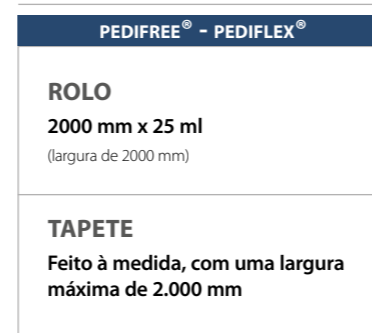 PEDIFREE® - PEDIFLEX®
ROLO
2000 mm x 25 ml
(largura de 2000 mm)
TAPETE
Feito à medida, com uma largura
máxima de 2.000 mm